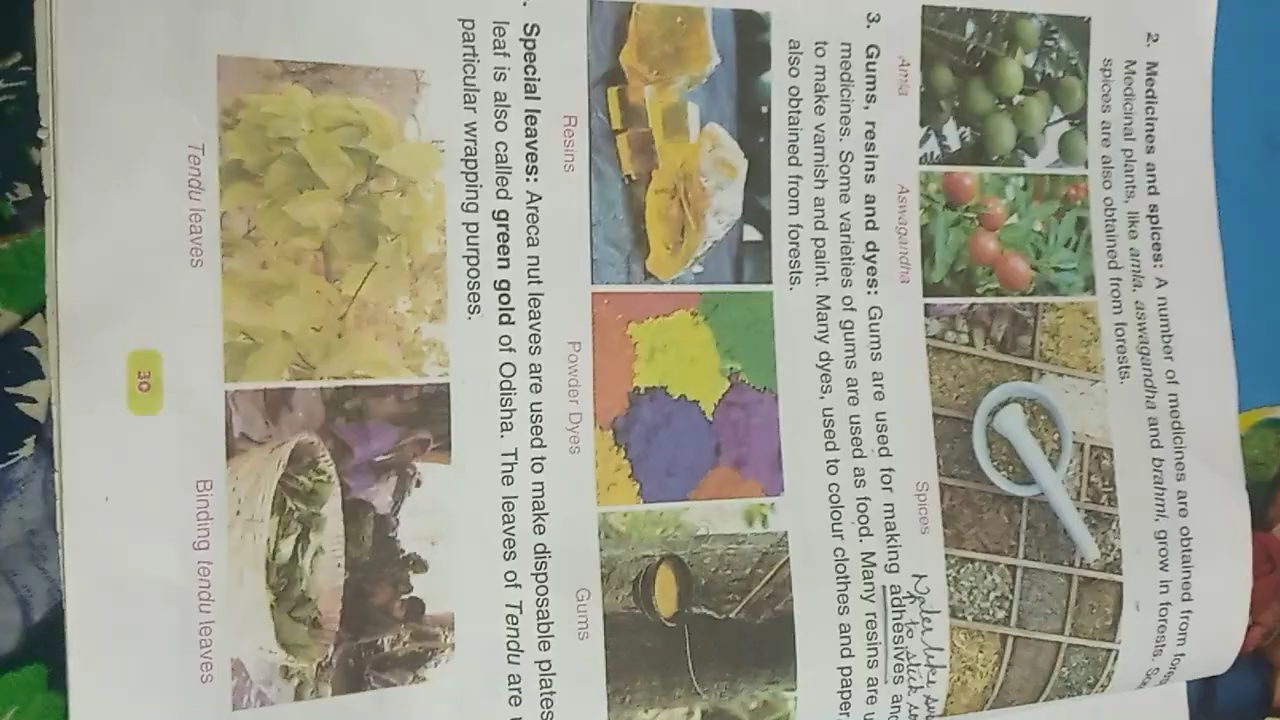 2. Medicines and spices: A number of medicines are obtained from
Medicinal plants, like amla, aswagandha and brahmi, grow in forests.
spices are also obtained from forests.
Amla Aswagandha Spices
3. Gums, resins and dyes: Gums are used for making adhesives and
medicines. Some varieties of gums are used as food. Many resins are
to make varnish and paint. Many dyes, used to colour clothes and paper,
also obtained from forests.
Resins Powder Dyes Gums
Special leaves: Areca nut leaves are used to make disposable plates
leaf is also called green gold of Odisha. The leaves of Tendu are
particular wrapping purposes.
Tendu leaves Binding tendu leaves
30